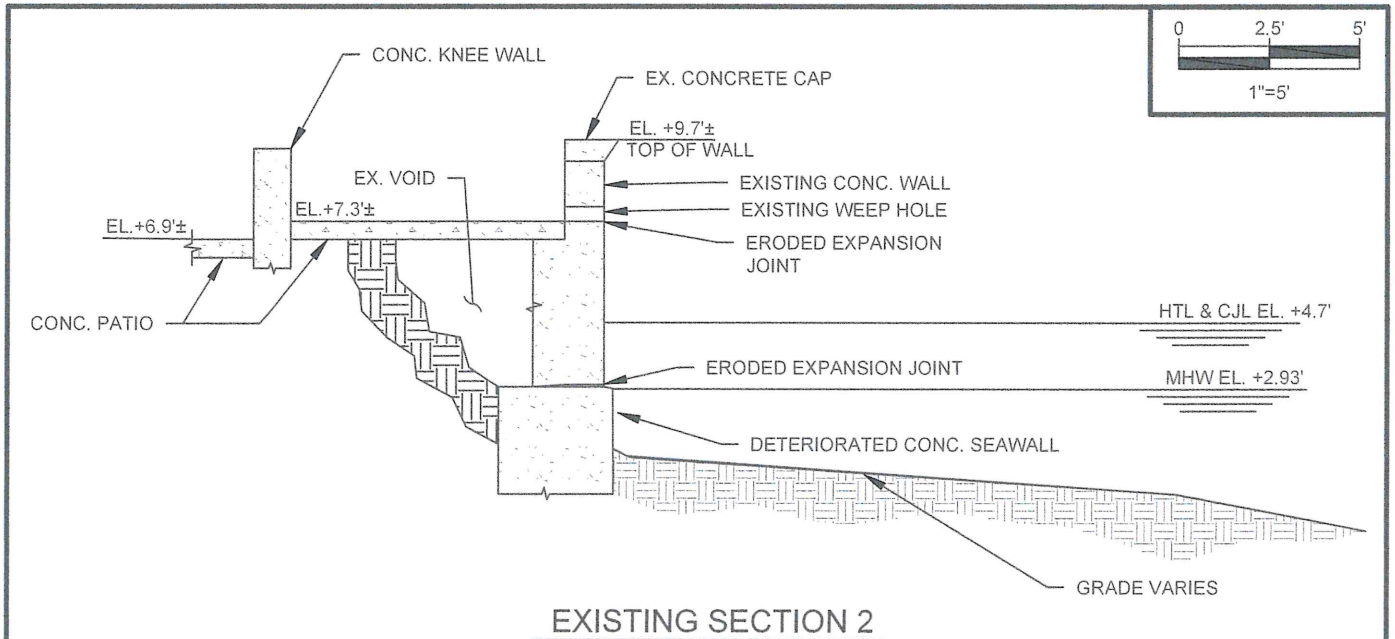 0 2.5' 5'
1"=5'
CONC. KNEE WALL
EX. CONCRETE CAP
EL. +9.7'±
TOP OF WALL
EX. VOID
EXISTING CONC. WALL
EL.+7.3'±
EXISTING WEEP HOLE
EL.+6.9'±
ERODED EXPANSION
JOINT
CONC. PATIO
HTL & CJL EL. +4.7'
ERODED EXPANSION JOINT
MHW EL. +2.93'
DETERIORATED CONC. SEAWALL
GRADE VARIES
EXISTING SECTION 2